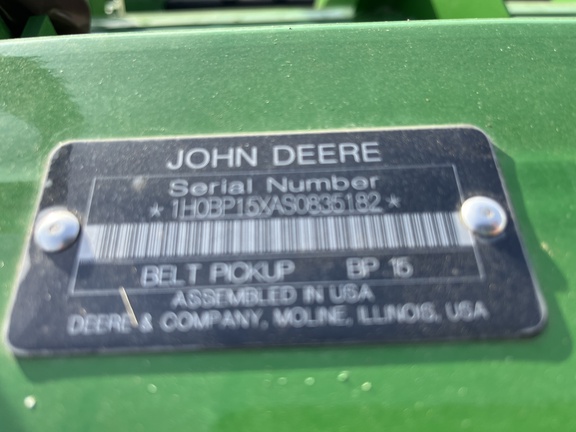 JOHN DEERE
Serial Number
* 1H0BP15XAS0835182 *
BELT PICKUP BP 15
ASSEMBLED IN USA
DEERE & COMPANY, MOLINE, ILLINOIS, USA